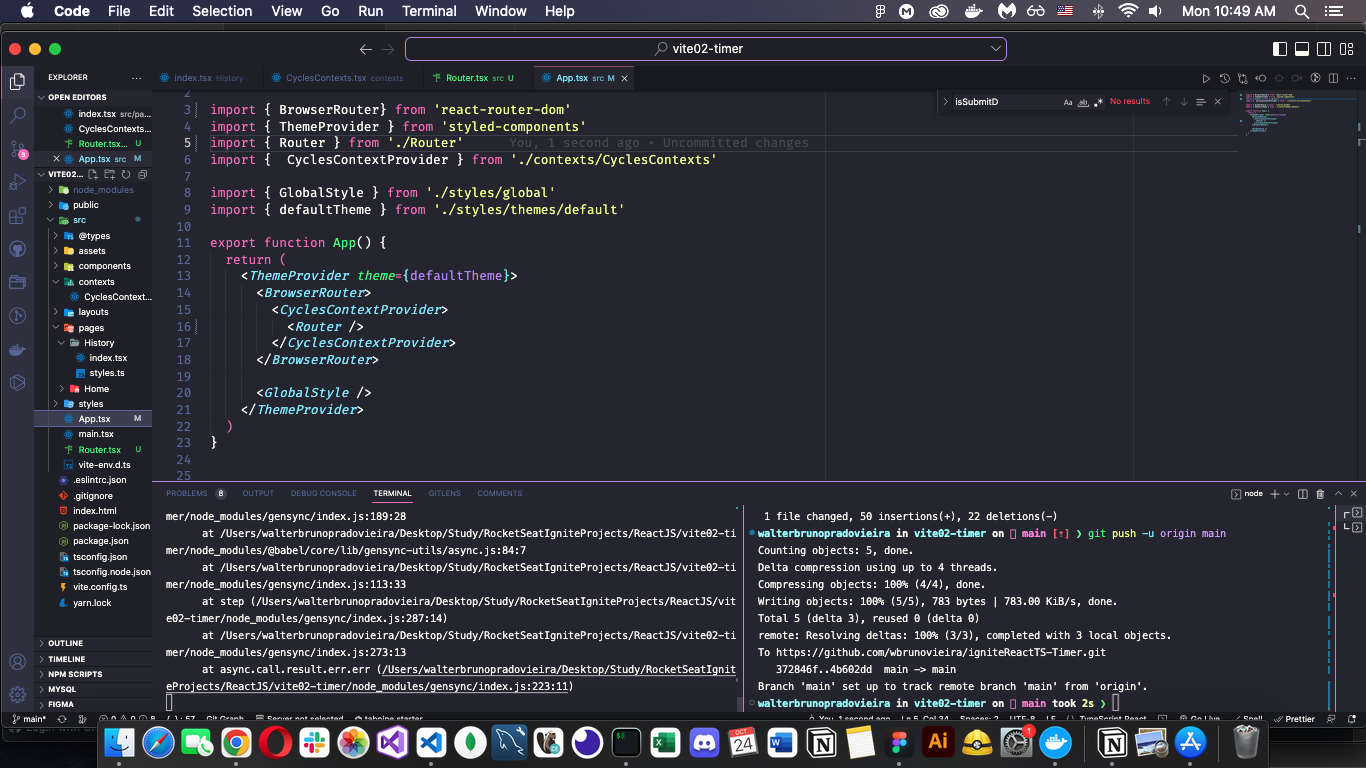 Code File Edit Selection View Go Run Terminal Window Help Mon 10:49 AM
vite02-timer
EXPLORER
index.tsx History CyclesContexts.tsx contexts Router.tsx src U App.tsx src M
OPEN EDITORS
index.tsx src/pa...
CyclesContexts...
Router.tsx... U
App.tsx src M
VITE02...
node_modules
public
src
@types
assets
components
contexts
CyclesContext...
layouts
pages
History
index.tsx
styles.ts
Home
styles
App.tsx M
main.tsx
Router.tsx U
vite-env.d.ts
.eslintrc.json
.gitignore
index.html
package-lock.json
package.json
tsconfig.json
tsconfig.node.json
vite.config.ts
yarn.lock
OUTLINE
TIMELINE
NPM SCRIPTS
MYSQL
FIGMA
isSubmitD Aa ab No results
2
3 import { BrowserRouter} from 'react-router-dom'
4 import { ThemeProvider } from 'styled-components'
5 import { Router } from './Router' You, 1 second ago • Uncommitted changes
6 import {  CyclesContextProvider } from './contexts/CyclesContexts'
7
8 import { GlobalStyle } from './styles/global'
9 import { defaultTheme } from './styles/themes/default'
10
11 export function App() {
12 return (
13 <ThemeProvider theme={defaultTheme}>
14 <BrowserRouter>
15 <CyclesContextProvider>
16 <Router />
17 </CyclesContextProvider>
18 </BrowserRouter>
19
20 <GlobalStyle />
21 </ThemeProvider>
22 )
23 }
24
25
PROBLEMS 8 OUTPUT DEBUG CONSOLE TERMINAL GITLENS COMMENTS node
mer/node_modules/gensync/index.js:189:28
at /Users/walterbrunopradovieira/Desktop/Study/RocketSeatIgniteProjects/ReactJS/vite02-ti
mer/node_modules/@babel/core/lib/gensync-utils/async.js:84:7
at /Users/walterbrunopradovieira/Desktop/Study/RocketSeatIgniteProjects/ReactJS/vite02-ti
mer/node_modules/gensync/index.js:113:33
at step (/Users/walterbrunopradovieira/Desktop/Study/RocketSeatIgniteProjects/ReactJS/vi
te02-timer/node_modules/gensync/index.js:287:14)
at /Users/walterbrunopradovieira/Desktop/Study/RocketSeatIgniteProjects/ReactJS/vite02-ti
mer/node_modules/gensync/index.js:273:13
at async.call.result.err.err (/Users/walterbrunopradovieira/Desktop/Study/RocketSeatIgnit
eProjects/ReactJS/vite02-timer/node_modules/gensync/index.js:223:11)
1 file changed, 50 insertions(+), 22 deletions(-)
walterbrunopradovieira in vite02-timer on main [↑] ❯ git push -u origin main
Counting objects: 5, done.
Delta compression using up to 4 threads.
Compressing objects: 100% (4/4), done.
Writing objects: 100% (5/5), 783 bytes | 783.00 KiB/s, done.
Total 5 (delta 3), reused 0 (delta 0)
remote: Resolving deltas: 100% (3/3), completed with 3 local objects.
To https://github.com/wbrunovieira/igniteReactTS-Timer.git
372846f..4b602dd  main -> main
Branch 'main' set up to track remote branch 'main' from 'origin'.
walterbrunopradovieira in vite02-timer on main took 2s ❯
main* Git Graph Server not selected tabnine starter You, 1 second ago Ln 5, Col 34 Spaces: 2 UTF-8 LF TypeScript React Go Live Spell Prettier
OCT
24
Ai
1